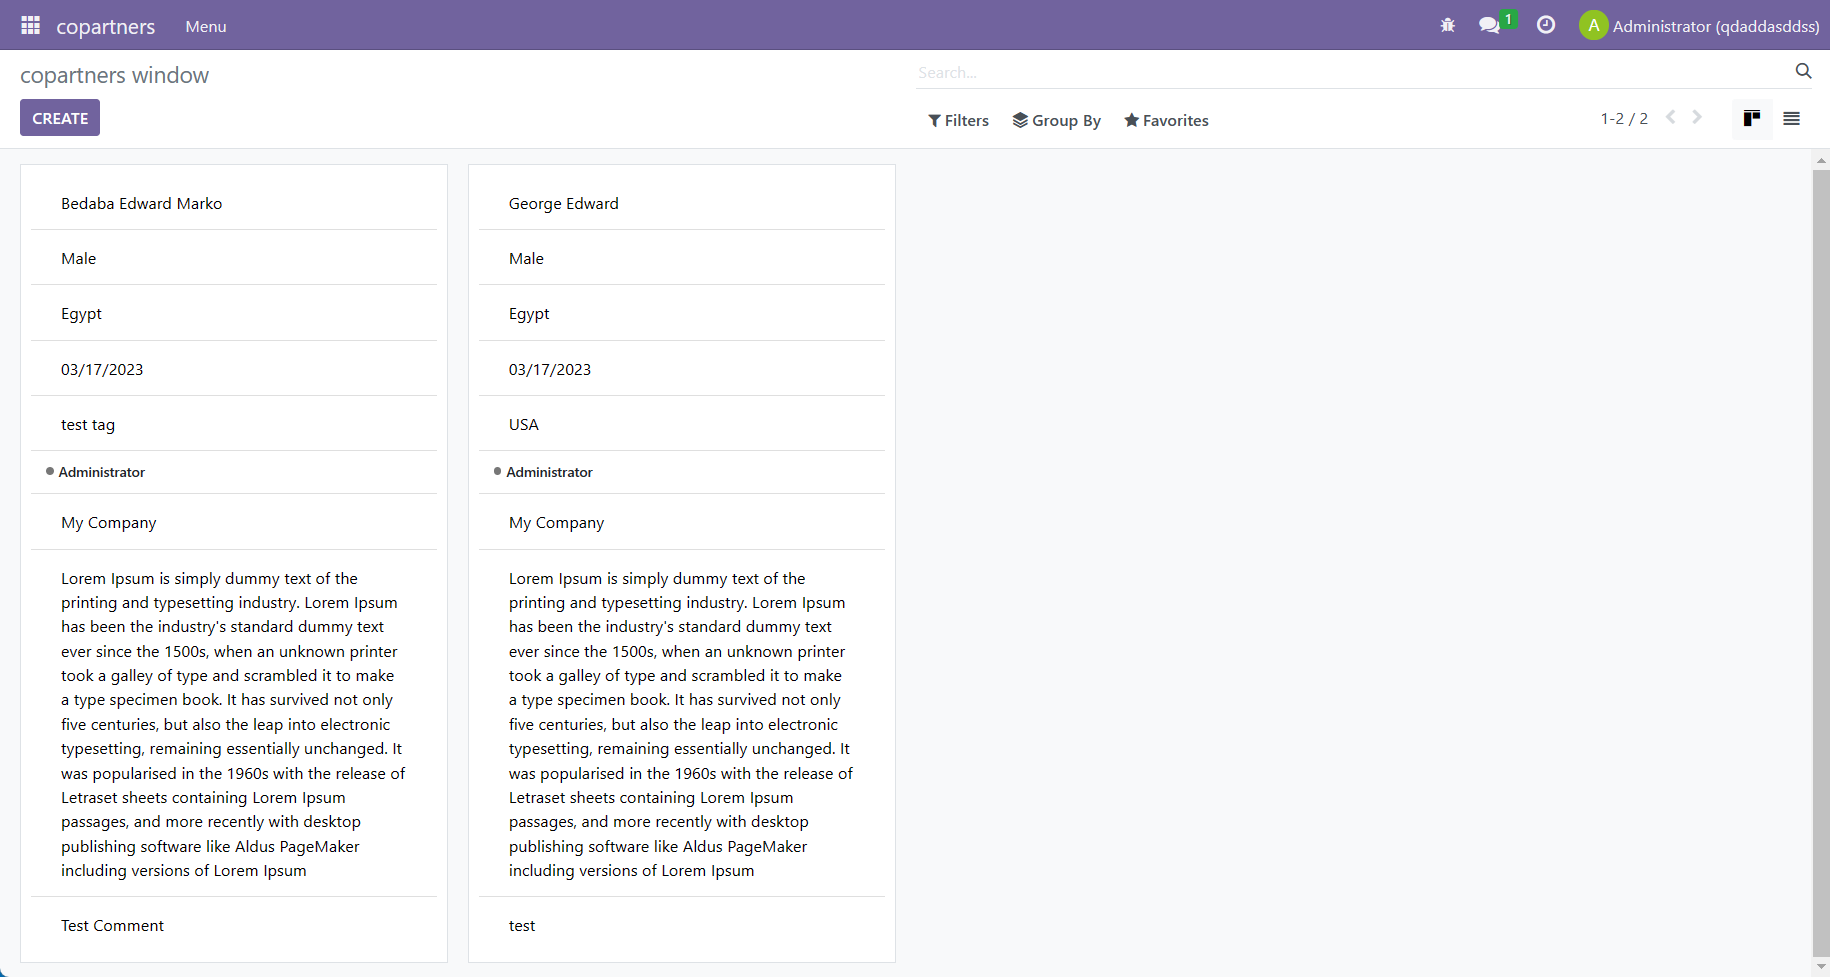 copartners Menu 1 A Administrator (qdaddasddss)
copartners window
Search...
CREATE
Filters Group By Favorites 1-2 / 2
Bedaba Edward Marko
Male
Egypt
03/17/2023
test tag
Administrator
My Company
Lorem Ipsum is simply dummy text of the
printing and typesetting industry. Lorem Ipsum
has been the industry's standard dummy text
ever since the 1500s, when an unknown printer
took a galley of type and scrambled it to make
a type specimen book. It has survived not only
five centuries, but also the leap into electronic
typesetting, remaining essentially unchanged. It
was popularised in the 1960s with the release of
Letraset sheets containing Lorem Ipsum
passages, and more recently with desktop
publishing software like Aldus PageMaker
including versions of Lorem Ipsum
Test Comment
George Edward
Male
Egypt
03/17/2023
USA
Administrator
My Company
Lorem Ipsum is simply dummy text of the
printing and typesetting industry. Lorem Ipsum
has been the industry's standard dummy text
ever since the 1500s, when an unknown printer
took a galley of type and scrambled it to make
a type specimen book. It has survived not only
five centuries, but also the leap into electronic
typesetting, remaining essentially unchanged. It
was popularised in the 1960s with the release of
Letraset sheets containing Lorem Ipsum
passages, and more recently with desktop
publishing software like Aldus PageMaker
including versions of Lorem Ipsum
test